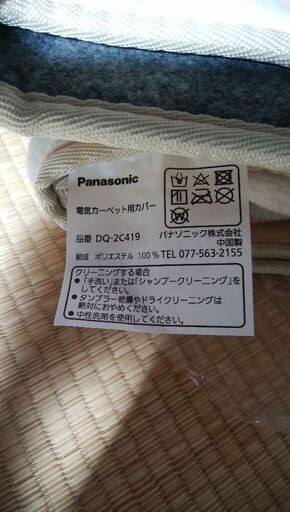 Panasonic
電気カーペット用カバー
品番 DQ-2C419
パナソニック株式会社
中国製
組成 ポリエステル 100% TEL 077-563-2155
クリーニングする場合
●「手洗い」または「シャンプークリーニング」を
してください。
●タンブラー乾燥やドライクリーニングは
絶対におやめください。
●中性洗剤を使用してください。